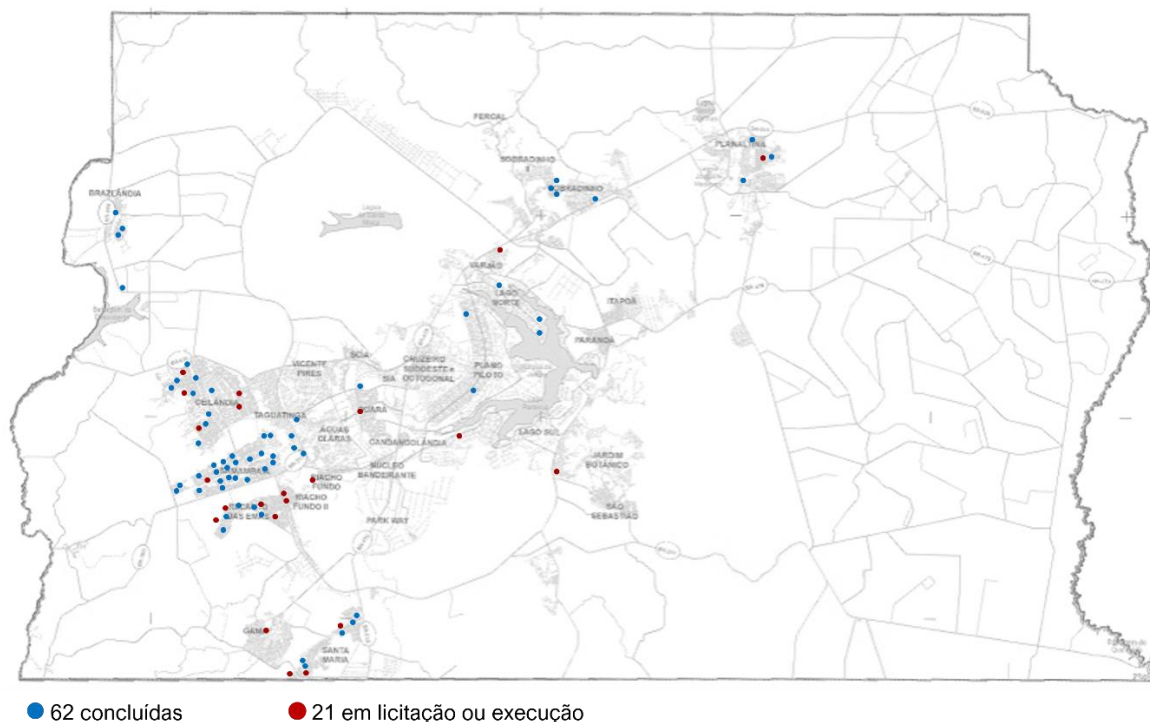 FERCAL
SOBRADINHO
II
PLANALTINA
SOBRADINHO
BRAZLÂNDIA
VARJÃO
LAGO
NORTE
ITAPOÃ
PARANOÁ
SCIA
VICENTE
PIRES
CRUZEIRO
SUDOESTE e
OCTOGONAL
SIA
PLANO
PILOTO
CEILÂNDIA
TAGUATINGA
GUARÁ
ÁGUAS
CLARAS
CANDANGOLÂNDIA
LAGO SUL
JARDIM
BOTÂNICO
NÚCLEO
BANDEIRANTE
SAMAMBAIA
RIACHO
FUNDO
RIACHO
FUNDO II
RECANTO
DAS EMAS
SÃO
SEBASTIÃO
PARK WAY
GAMA
SANTA
MARIA
62 concluídas
21 em licitação ou execução